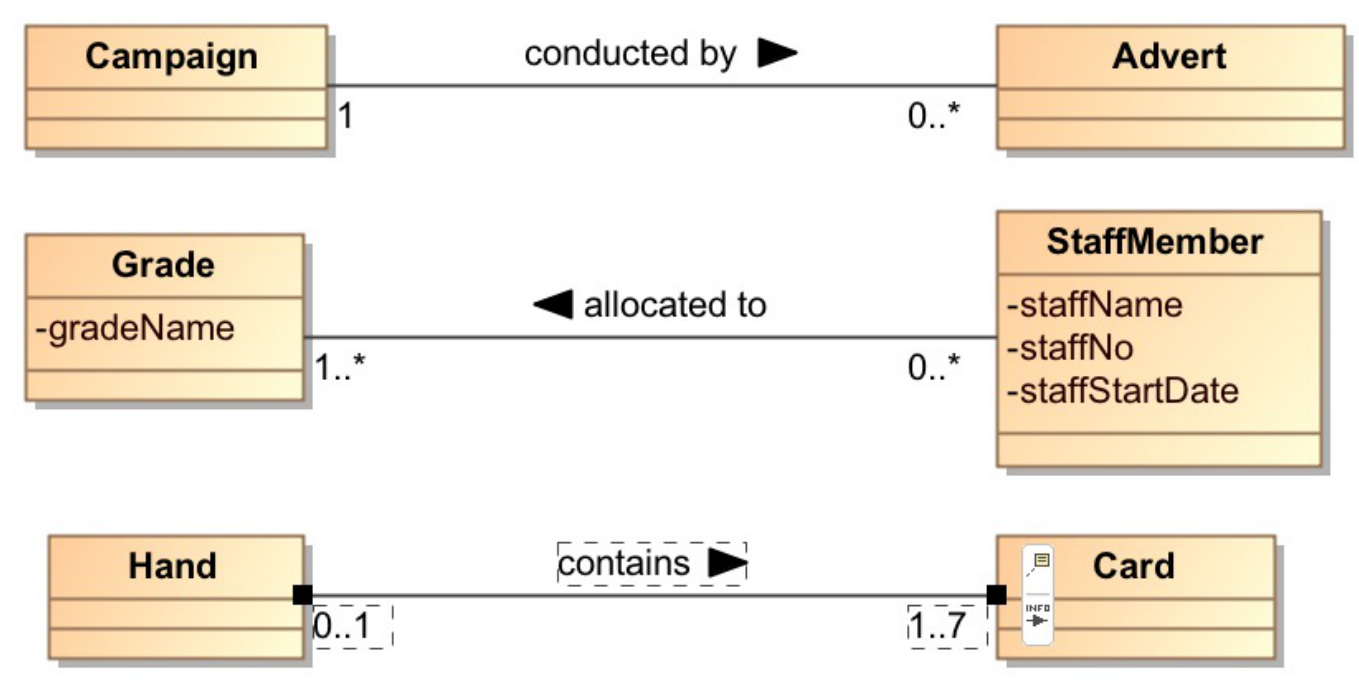 Campaign
conducted by
Advert
1
0..*
Grade
-gradeName
allocated to
StaffMember
-staffName
-staffNo
-staffStartDate
1..*
0..*
Hand
contains
Card
0..1
1..7
INFO